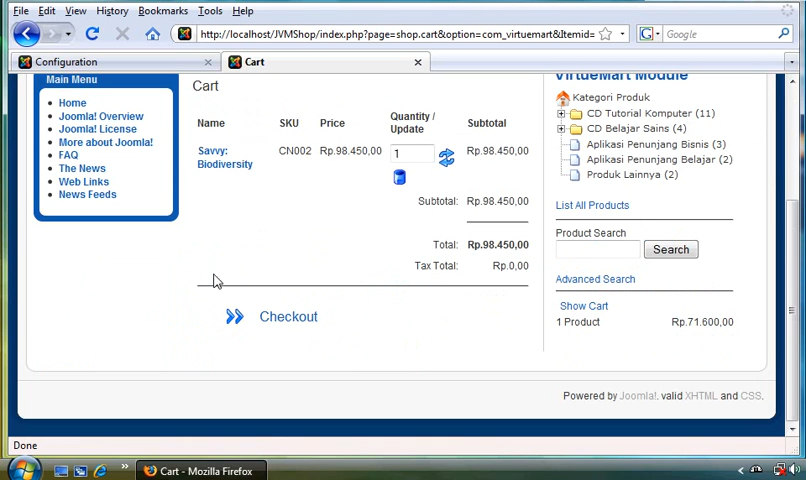 File Edit View History Bookmarks Tools Help
http://localhost/JVMShop/index.php?page=shop.cart&option=com_virtuemart&Itemid=
Google
Configuration
Cart
Main Menu
Home
Joomla! Overview
Joomla! License
More about Joomla!
FAQ
The News
Web Links
News Feeds
Cart
Name SKU Price Quantity / Update Subtotal
Savvy: Biodiversity CN002 Rp.98.450,00 1 Rp.98.450,00
Subtotal: Rp.98.450,00
Total: Rp.98.450,00
Tax Total: Rp.0,00
Checkout
VirtueMart Module
Kategori Produk
CD Tutorial Komputer (11)
CD Belajar Sains (4)
Aplikasi Penunjang Bisnis (3)
Aplikasi Penunjang Belajar (2)
Produk Lainnya (2)
List All Products
Product Search
Search
Advanced Search
Show Cart
1 Product Rp.71.600,00
Powered by Joomla!. valid XHTML and CSS.
Done
Cart - Mozilla Firefox